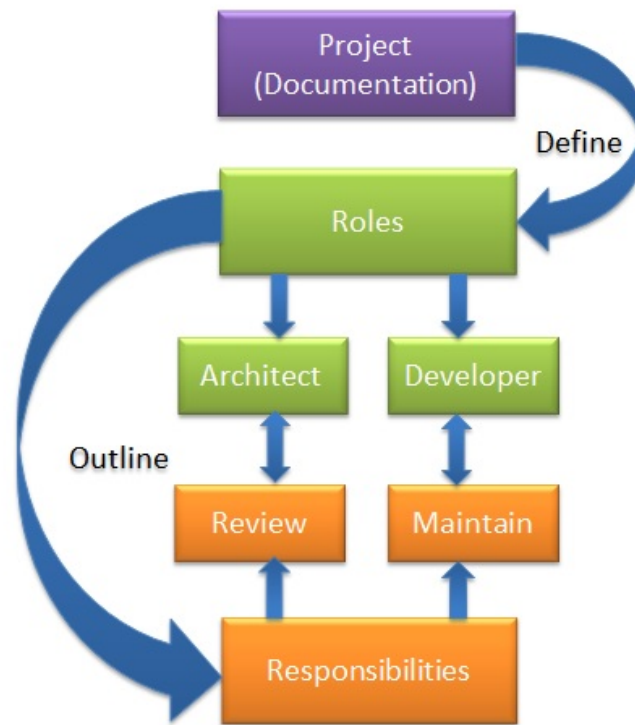 Project
(Documentation)
Define
Roles
Architect
Developer
Outline
Review
Maintain
Responsibilities